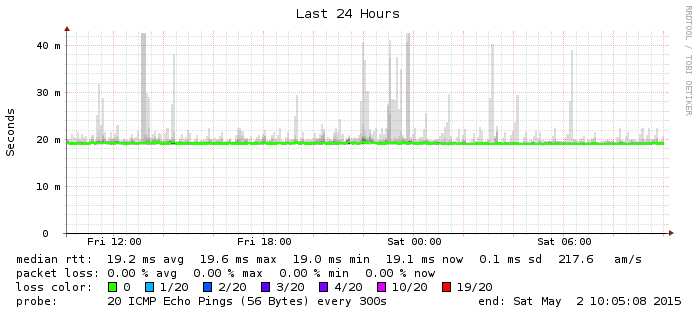 Last 24 Hours
RRDTOOL / TOBI OETIKER
Seconds
40 m
30 m
20 m
10 m
0
Fri 12:00 Fri 18:00 Sat 00:00 Sat 06:00
median rtt: 19.2 ms avg 19.6 ms max 19.0 ms min 19.1 ms now 0.1 ms sd 217.6 am/s
packet loss: 0.00 % avg 0.00 % max 0.00 % min 0.00 % now
loss color: 0 1/20 2/20 3/20 4/20 10/20 19/20
probe: 20 ICMP Echo Pings (56 Bytes) every 300s end: Sat May 2 10:05:08 2015